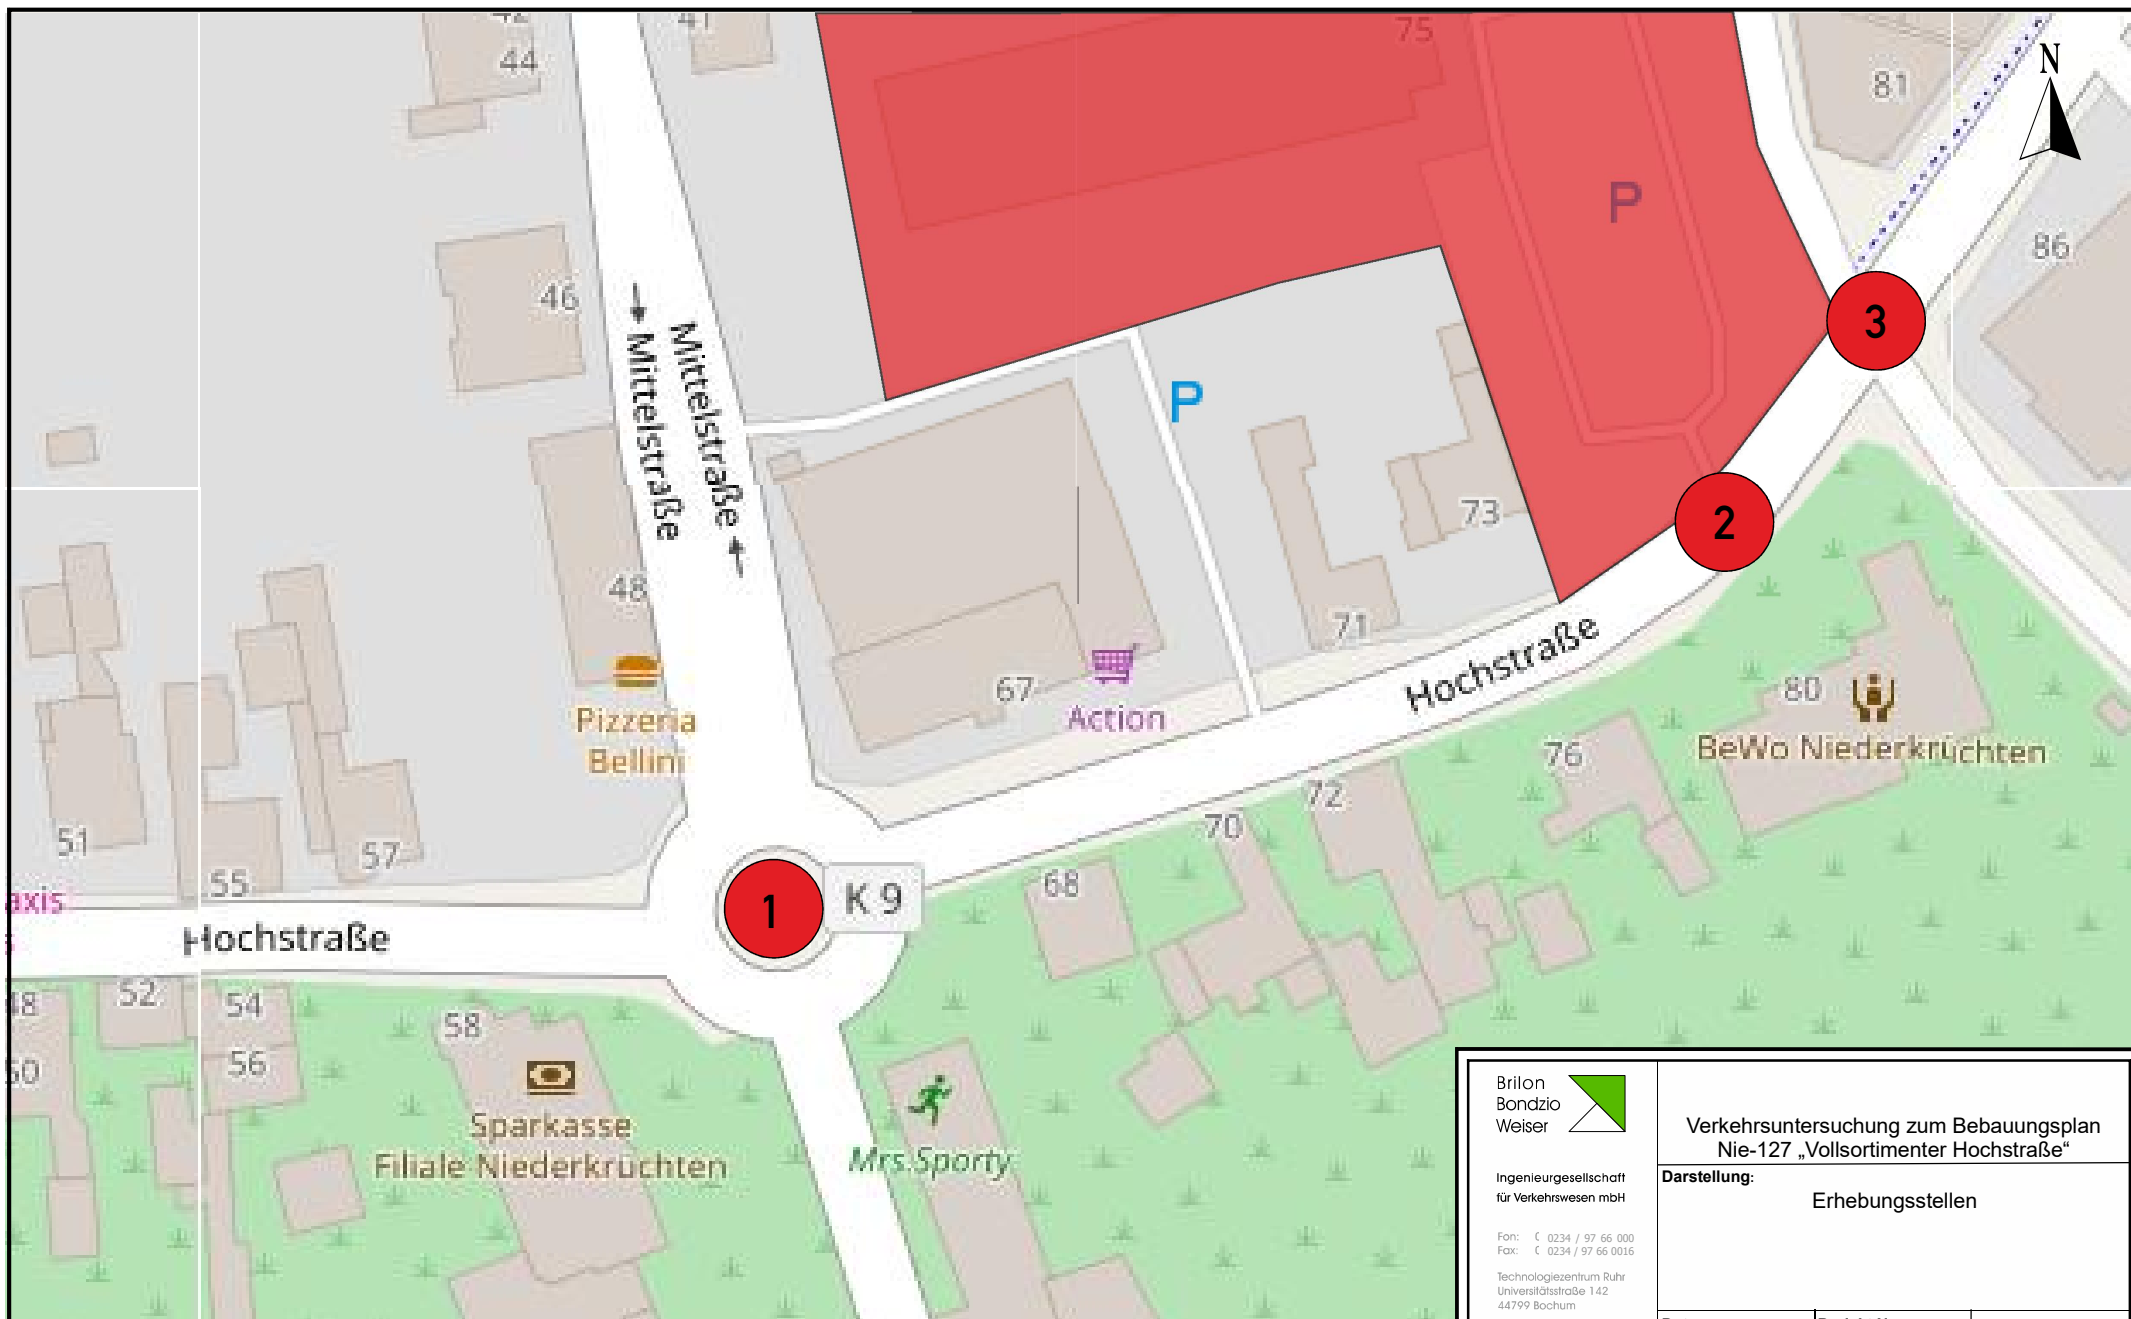 44
75
81
N
P
86
46
3
Mittelstraße
Mittelstraße
P
2
73
48
71
Hochstraße
67
Action
80
BeWo Niederkrüchten
Pizzeria
Bellini
76
72
70
51
57
55
68
1
K 9
Hochstraße
52
54
58
56
Sparkasse
Filiale Niederkrüchten
Mrs.Sporty
Brilon
Bondzio
Weiser
Ingenieurgesellschaft
für Verkehrswesen mbH
Fon: 0234 / 97 66 000
Fax: 0234 / 97 66 0016
Technologiezentrum Ruhr
Universitätsstraße 142
44799 Bochum
Verkehrsuntersuchung zum Bebauungsplan
Nie-127 „Vollsortimenter Hochstraße“
Darstellung:
Erhebungsstellen